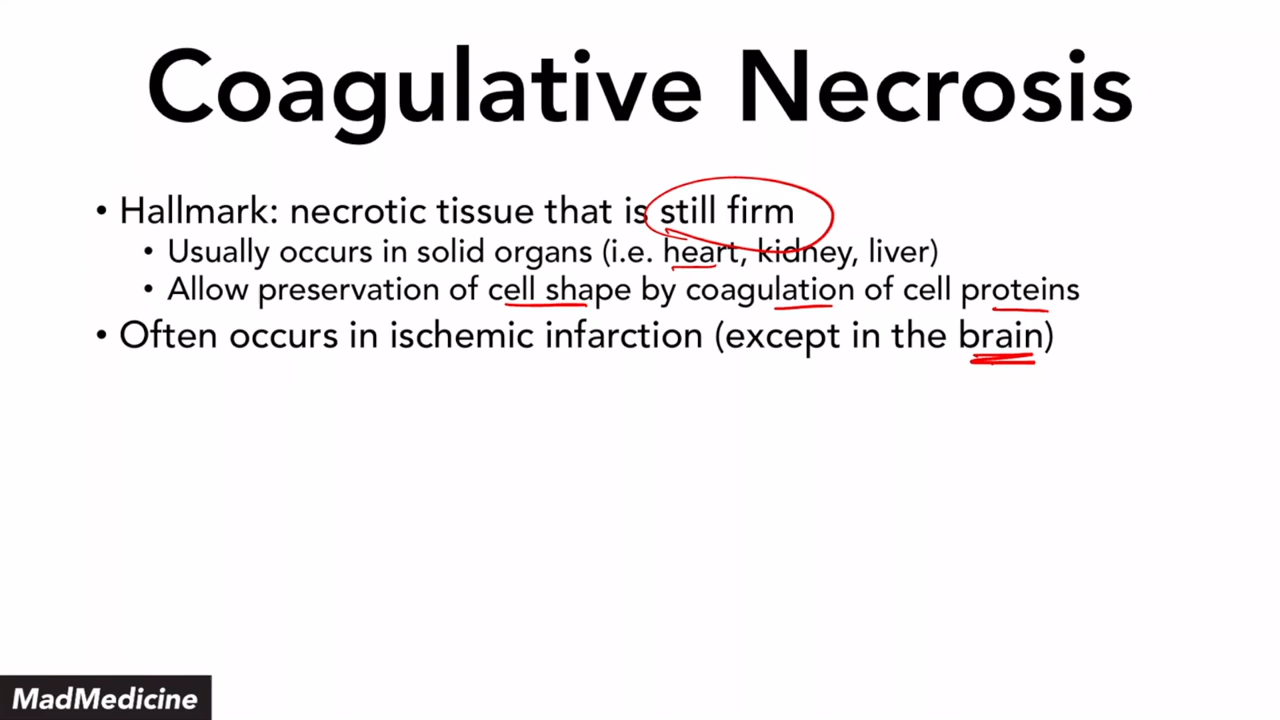 Coagulative Necrosis
• Hallmark: necrotic tissue that is still firm
• Usually occurs in solid organs (i.e. heart, kidney, liver)
• Allow preservation of cell shape by coagulation of cell proteins
• Often occurs in ischemic infarction (except in the brain)
MadMedicine